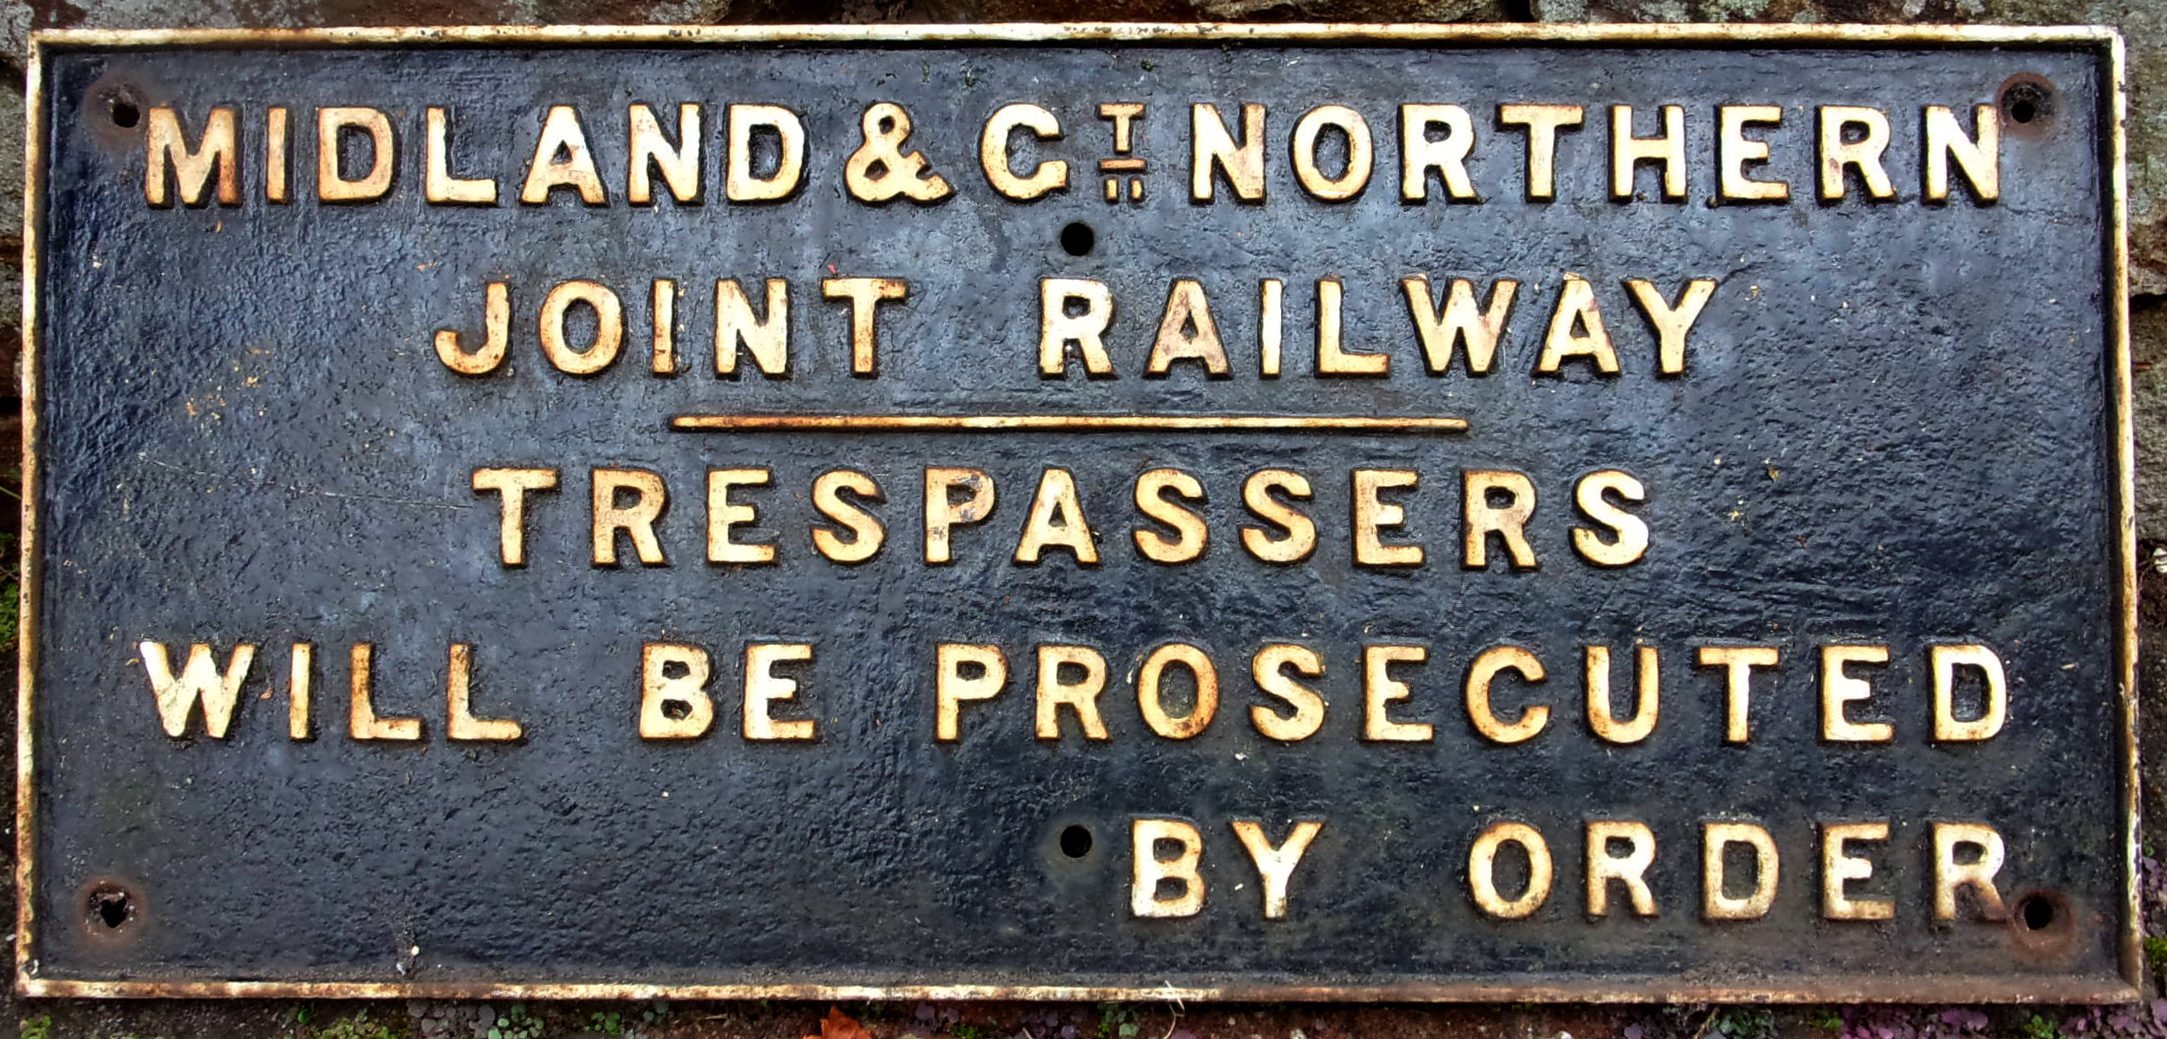 MIDLAND & GT NORTHERN
JOINT RAILWAY
TRESPASSERS
WILL BE PROSECUTED
BY ORDER